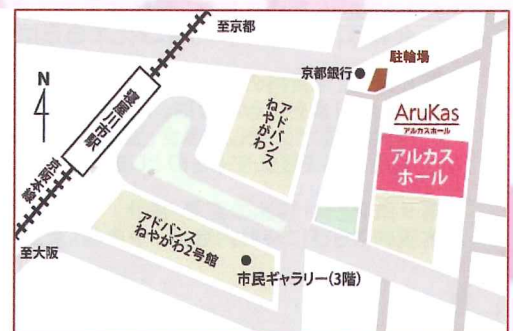 至京都
駐輪場
京都銀行
N
AruKas
アルカスホール
アルカス
ホール
アドバンス
ねやがわ
寝屋川市駅
京阪本線
アドバンス
ねやがわ2号館
至大阪
市民ギャラリー(3階)